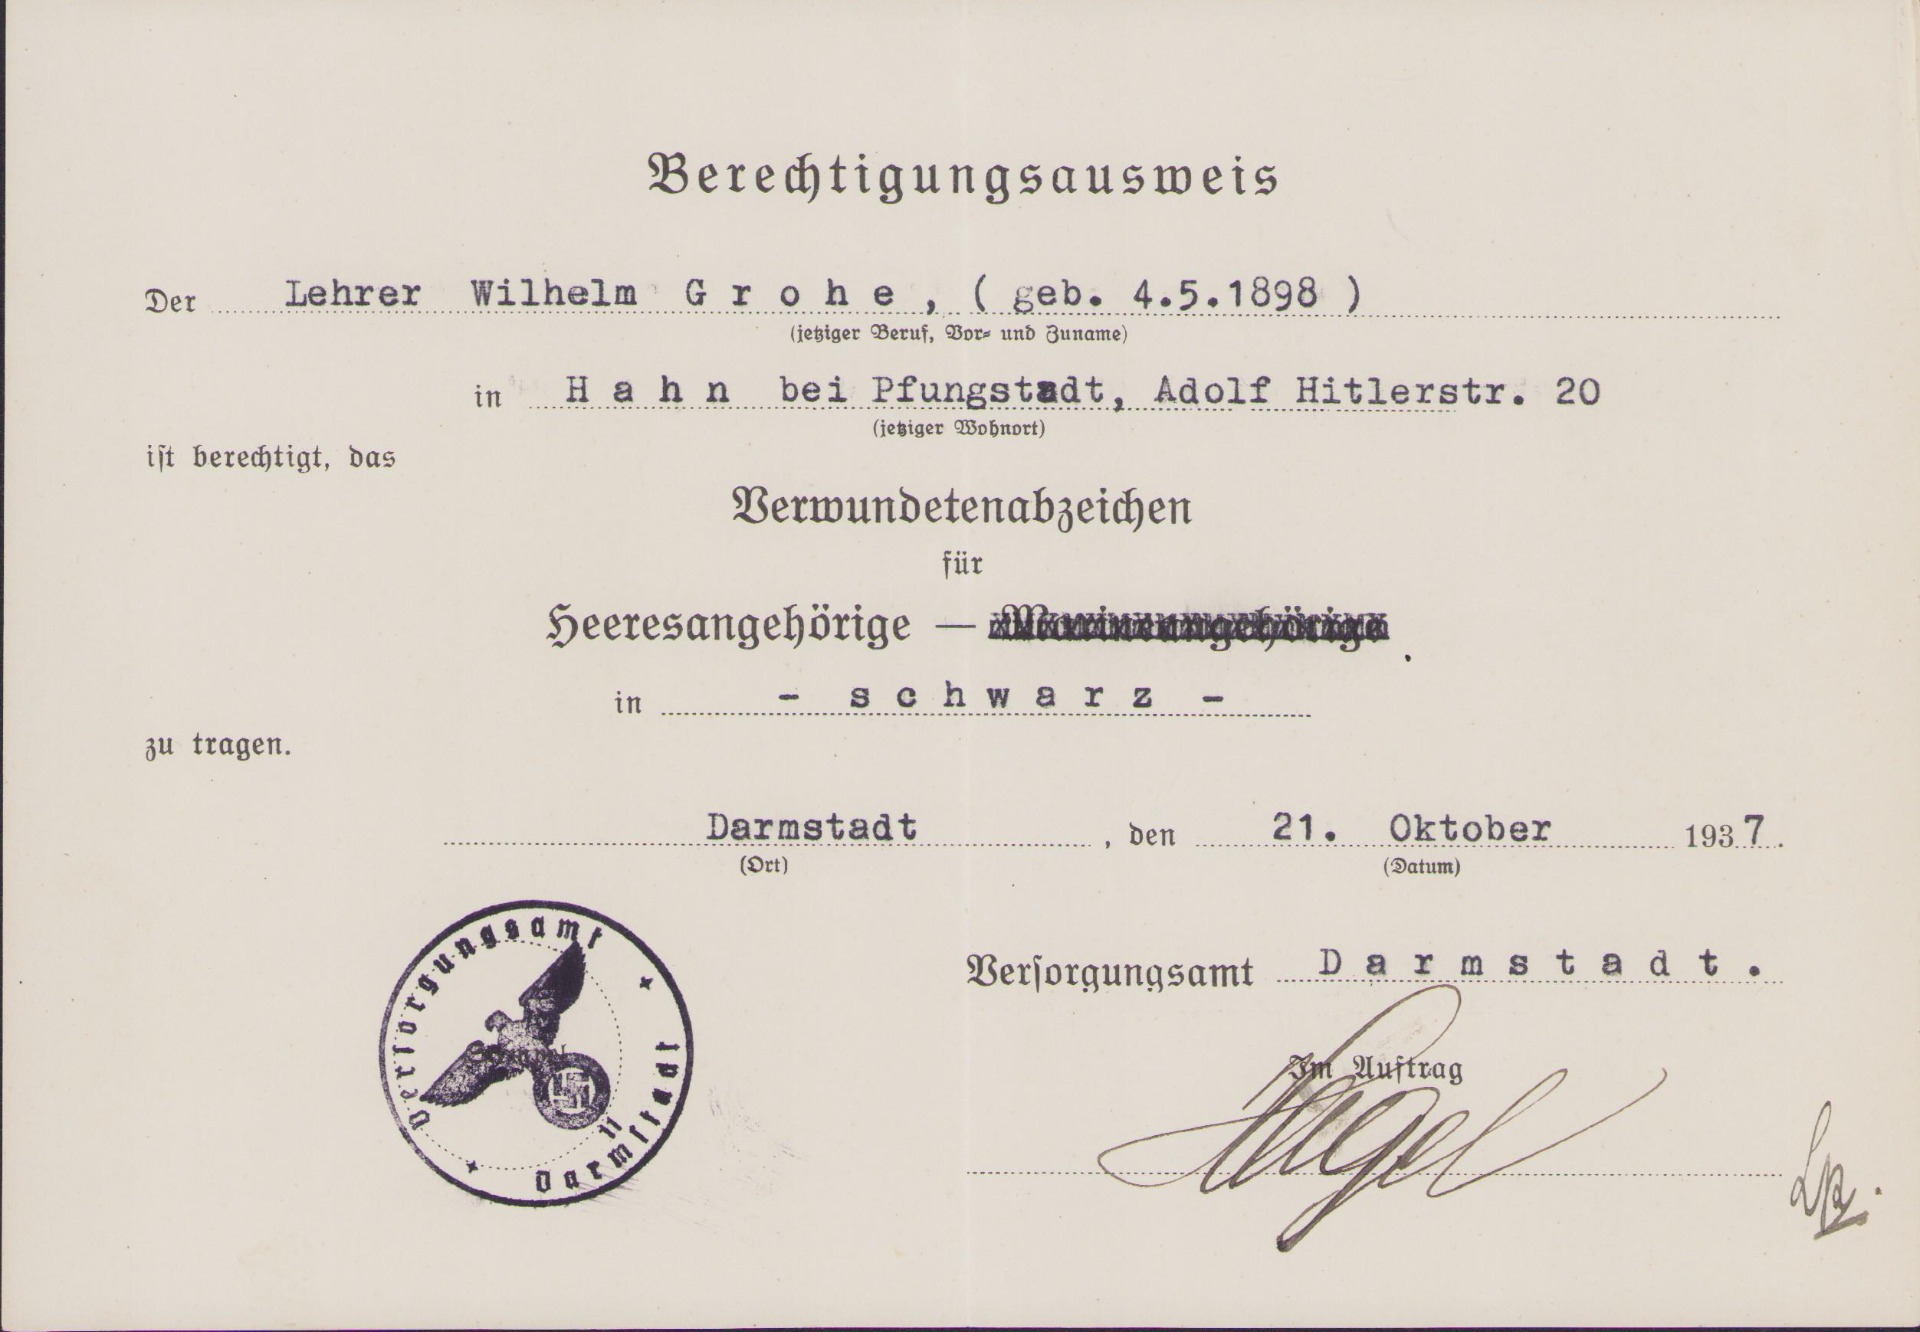 Berechtigungsausweis
Der Lehrer Wilhelm G r o h e , ( geb. 4.5.1898 )
(jetziger Beruf, Vor- und Zuname)
in H a h n bei Pfungstadt, Adolf Hitlerstr. 20
(jetziger Wohnort)
ist berechtigt, das
Verwundetenabzeichen
für
Heeresangehörige — Marineangehörige
in - s c h w a r z -
zu tragen.
Darmstadt, den 21. Oktober 1937.
(Ort) (Datum)
Versorgungsamt D a r m s t a d t .
Im Auftrag
Versorgungsamt Darmstadt
11